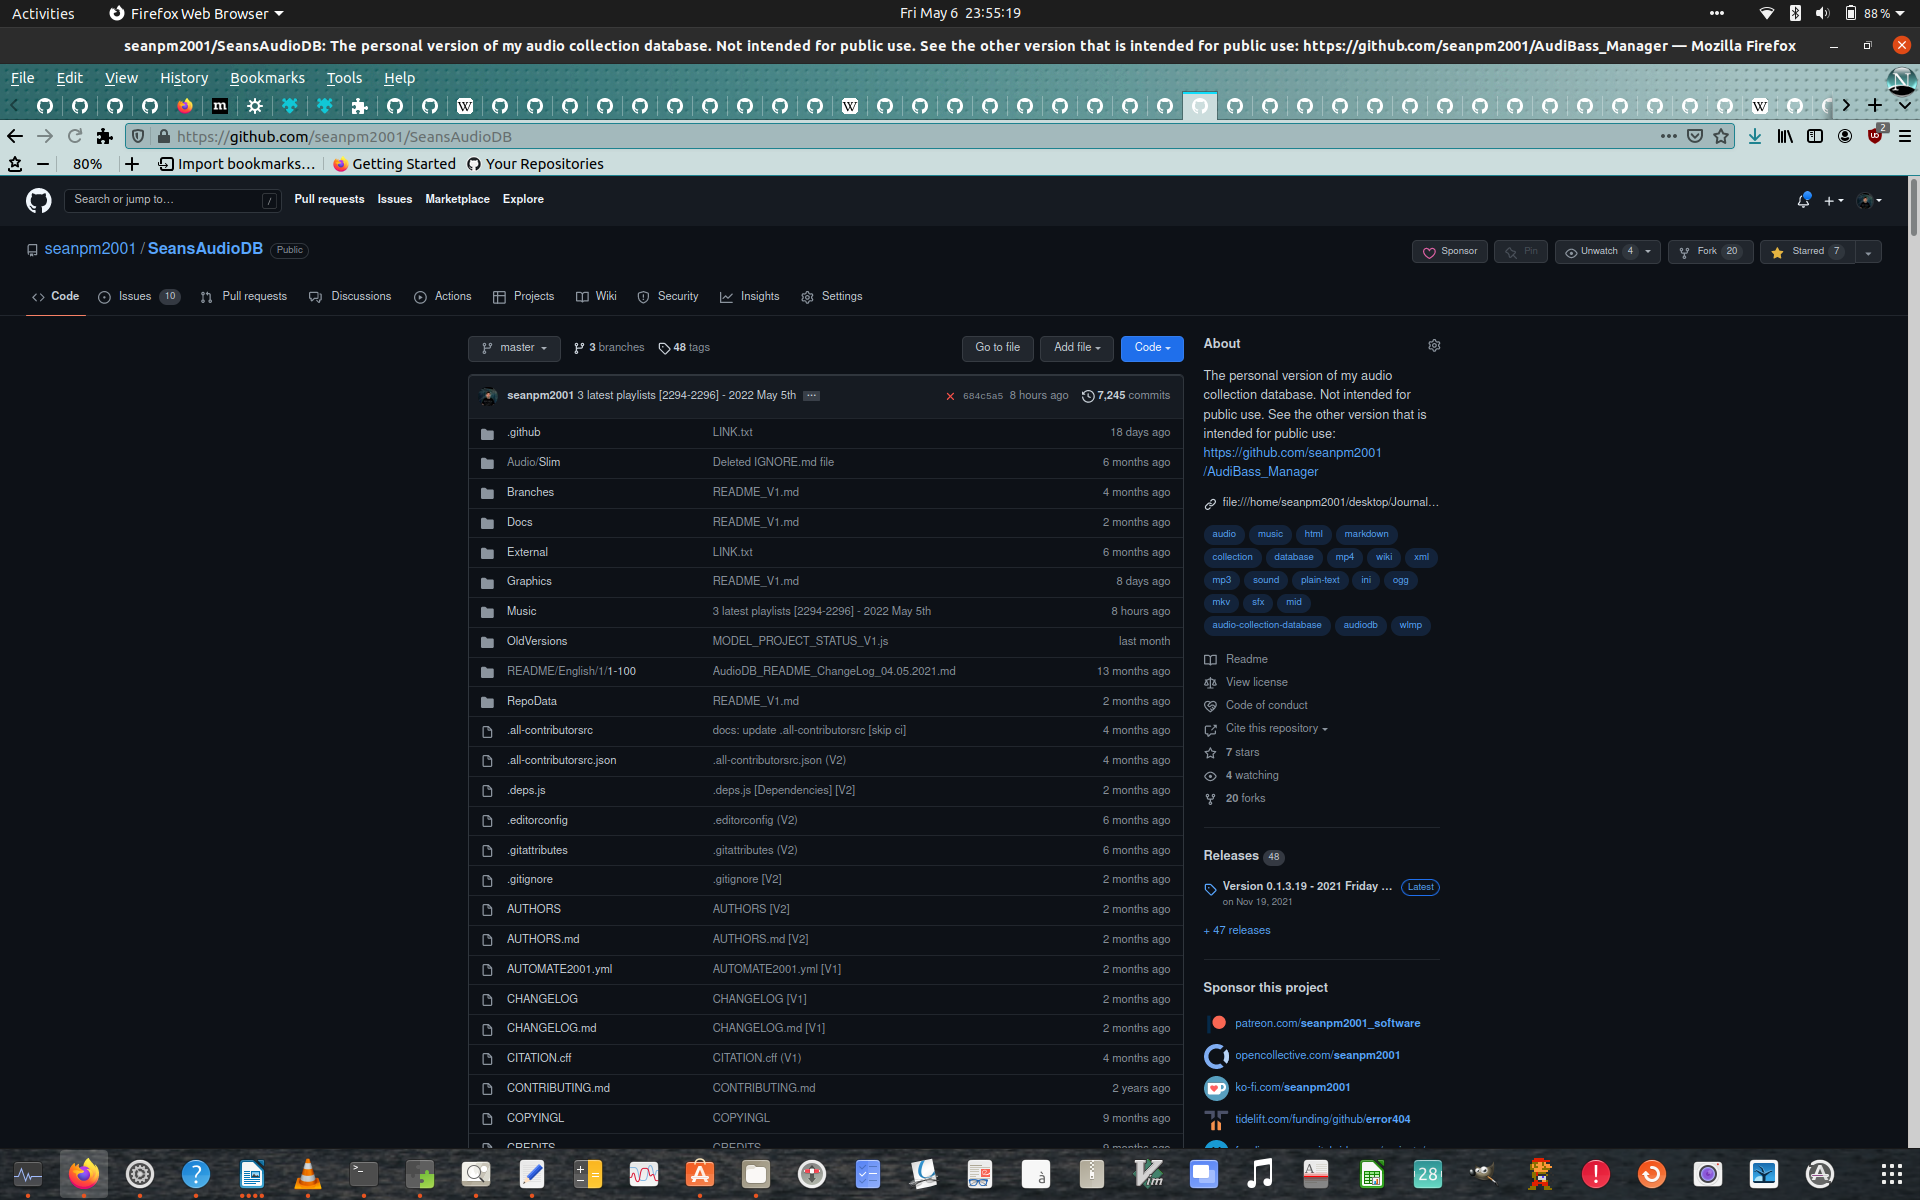 Activities
Firefox Web Browser
Fri May 6 23:55:19
88 %
seanpm2001/SeansAudioDB: The personal version of my audio collection database. Not intended for public use. See the other version that is intended for public use: https://github.com/seanpm2001/AudiBass_Manager — Mozilla Firefox
File Edit View History Bookmarks Tools Help
https://github.com/seanpm2001/SeansAudioDB
2
80%
Import bookmarks…
Getting Started
Your Repositories
Search or jump to…
/
Pull requests Issues Marketplace Explore
seanpm2001 / SeansAudioDB
Public
Sponsor
Pin
Unwatch 4
Fork 20
Starred 7
Code
Issues 10
Pull requests
Discussions
Actions
Projects
Wiki
Security
Insights
Settings
master
3 branches
48 tags
Go to file
Add file
Code
seanpm2001 3 latest playlists [2294-2296] - 2022 May 5th ...
684c5a5 8 hours ago
7,245 commits
.github LINK.txt 18 days ago
Audio/Slim Deleted IGNORE.md file 6 months ago
Branches README_V1.md 4 months ago
Docs README_V1.md 2 months ago
External LINK.txt 6 months ago
Graphics README_V1.md 8 days ago
Music 3 latest playlists [2294-2296] - 2022 May 5th 8 hours ago
OldVersions MODEL_PROJECT_STATUS_V1.js last month
README/English/1/1-100 AudioDB_README_ChangeLog_04.05.2021.md 13 months ago
RepoData README_V1.md 2 months ago
.all-contributorsrc docs: update .all-contributorsrc [skip ci] 4 months ago
.all-contributorsrc.json .all-contributorsrc.json (V2) 4 months ago
.deps.js .deps.js [Dependencies] [V2] 2 months ago
.editorconfig .editorconfig (V2) 6 months ago
.gitattributes .gitattributes (V2) 6 months ago
.gitignore .gitignore [V2] 2 months ago
AUTHORS AUTHORS [V2] 2 months ago
AUTHORS.md AUTHORS.md [V2] 2 months ago
AUTOMATE2001.yml AUTOMATE2001.yml [V1] 2 months ago
CHANGELOG CHANGELOG [V1] 2 months ago
CHANGELOG.md CHANGELOG.md [V1] 2 months ago
CITATION.cff CITATION.cff (V1) 4 months ago
CONTRIBUTING.md CONTRIBUTING.md 2 years ago
COPYINGL COPYINGL 9 months ago
CREDITS CREDITS 9 months ago
About
The personal version of my audio
collection database. Not intended for
public use. See the other version that is
intended for public use:
https://github.com/seanpm2001
/AudiBass_Manager
file:///home/seanpm2001/desktop/Journal…
audio music html markdown
collection database mp4 wiki xml
mp3 sound plain-text ini ogg
mkv sfx mid
audio-collection-database audiodb wlmp
Readme
View license
Code of conduct
Cite this repository
7 stars
4 watching
20 forks
Releases 48
Version 0.1.3.19 - 2021 Friday … Latest
on Nov 19, 2021
+ 47 releases
Sponsor this project
patreon.com/seanpm2001_software
opencollective.com/seanpm2001
ko-fi.com/seanpm2001
tidelift.com/funding/github/error404
28